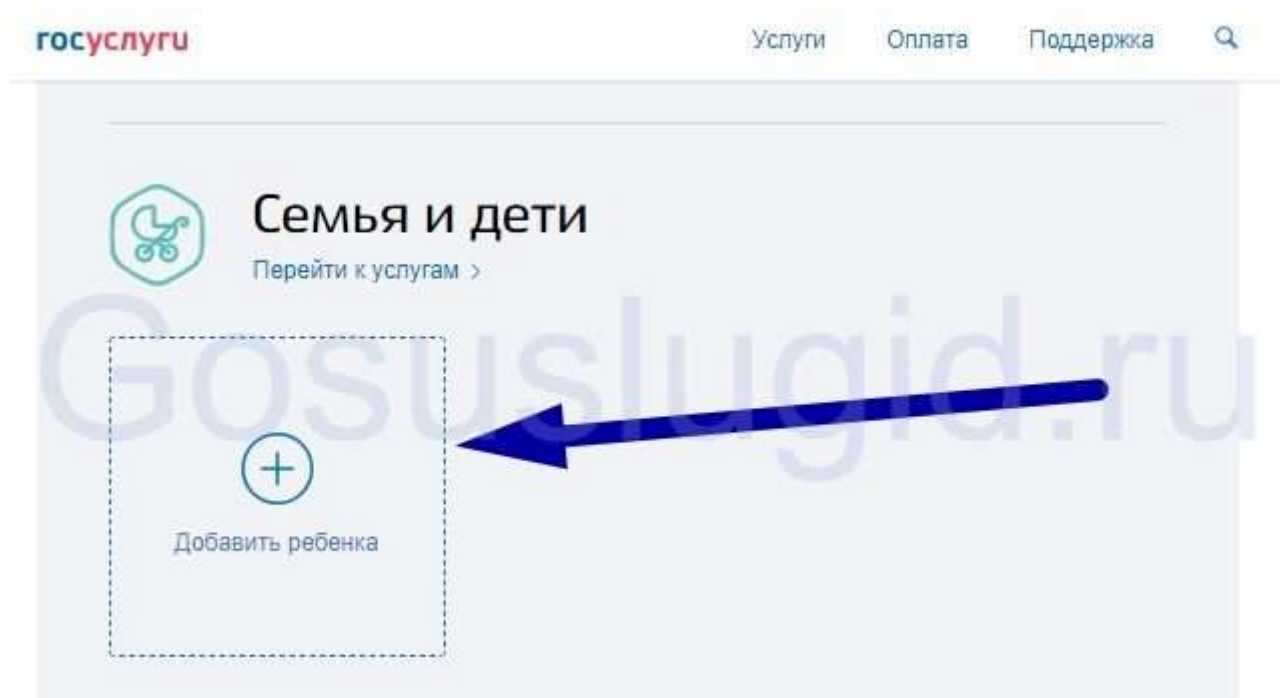 госуслуги Услуги Оплата Поддержка
Семья и дети
Перейти к услугам >
Gosuslugid.ru
Добавить ребенка